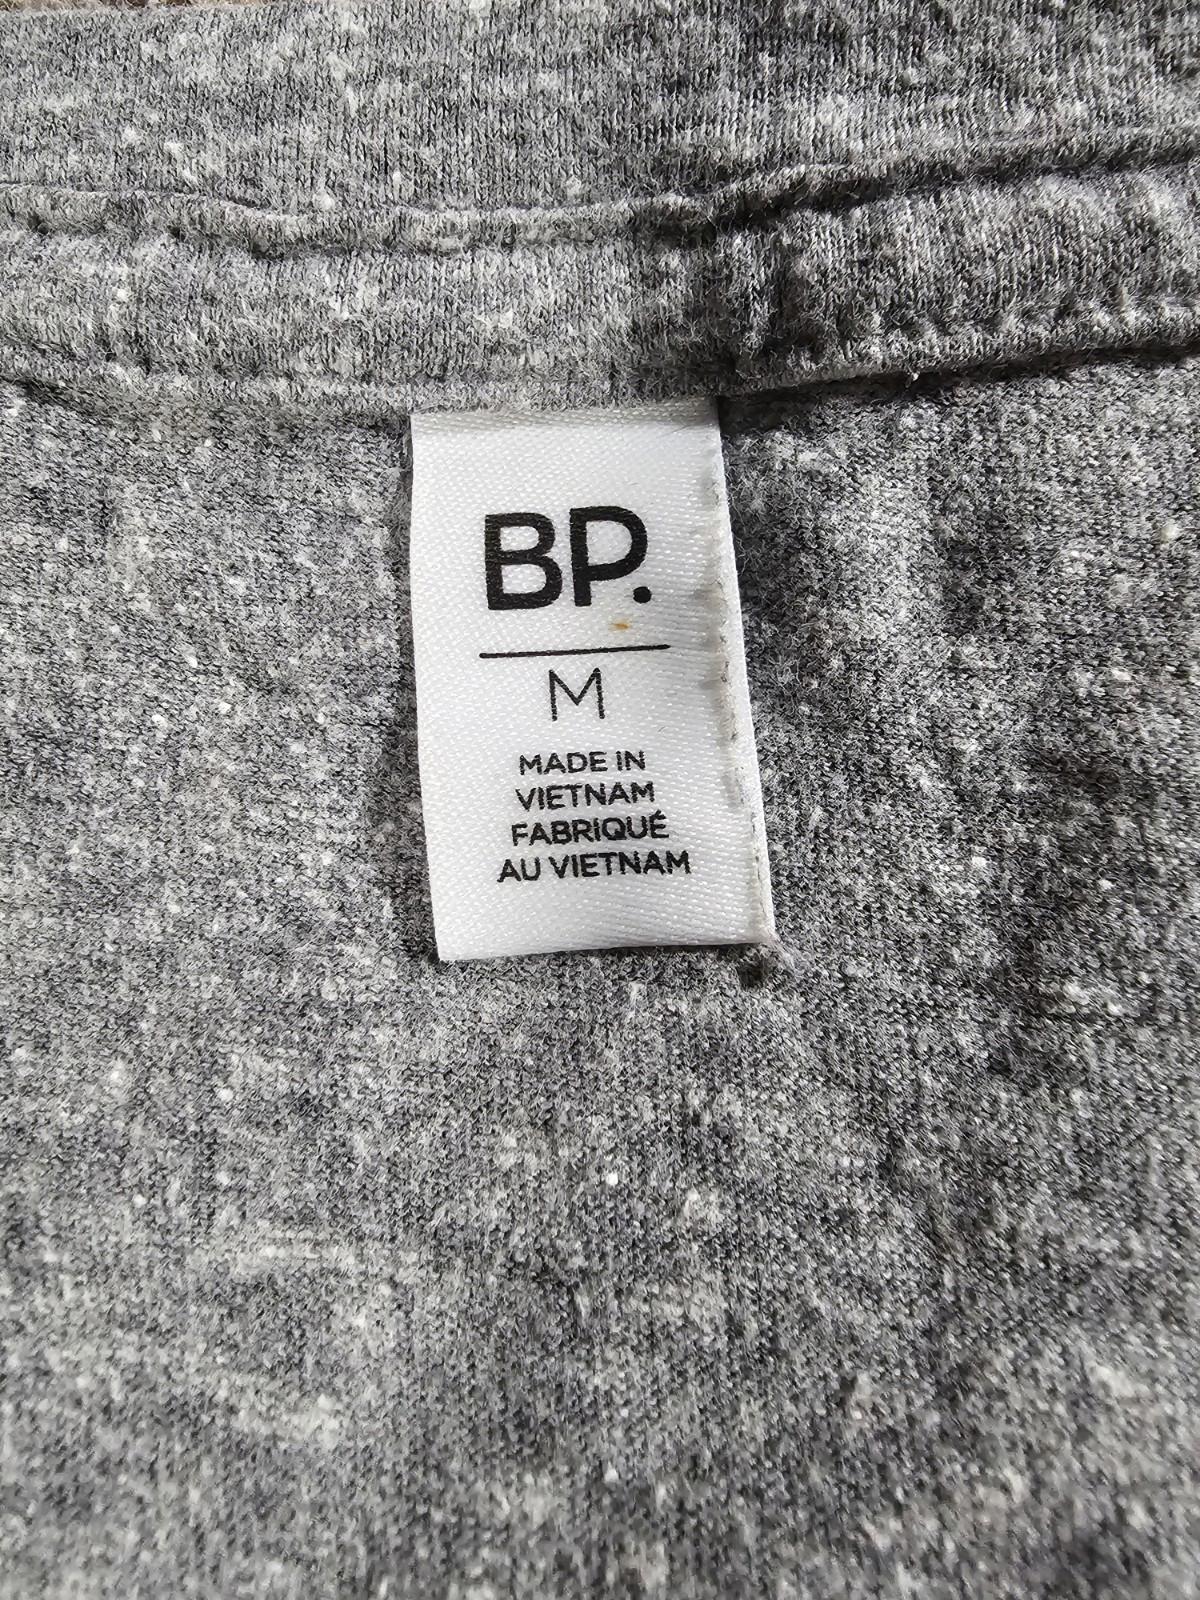 BP.
M
MADE IN
VIETNAM
FABRIQUÉ
AU VIETNAM